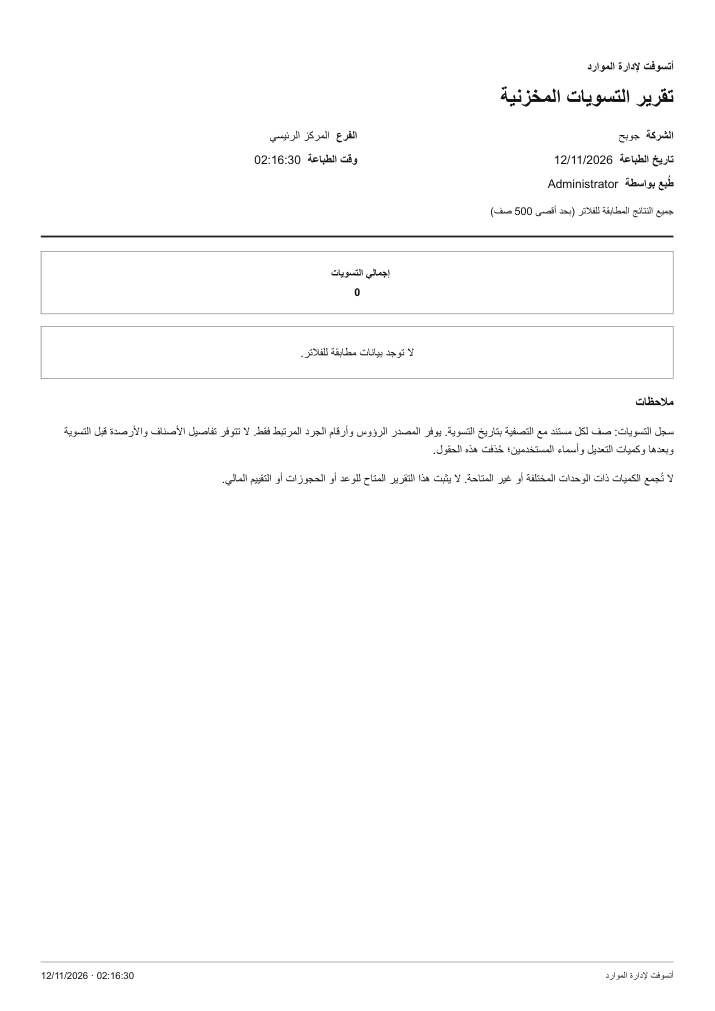 أتسوفت لإدارة الموارد
تقرير التسويات المخزنية
الشركة جوبح
الفرع المركز الرئيسي
تاريخ الطباعة 12/11/2026
وقت الطباعة 02:16:30
طُبع بواسطة Administrator
جميع النتائج المطابقة للفلاتر (بحد أقصى 500 صف)
إجمالي التسويات
0
لا توجد بيانات مطابقة للفلاتر.
ملاحظات
سجل التسويات: صف لكل مستند مع التصفية بتاريخ التسوية. يوفر المصدر الرؤوس وأرقام الجرد المرتبط فقط. لا تتوفر تفاصيل الأصناف والأرصدة قبل التسوية
وبعدها وكميات التعديل وأسماء المستخدمين؛ حُذفت هذه الحقول.
لا تُجمع الكميات ذات الوحدات المختلفة أو غير المتاحة. لا يثبت هذا التقرير المتاح للوعد أو الحجوزات أو التقييم المالي.
أتسوفت لإدارة الموارد
12/11/2026 · 02:16:30